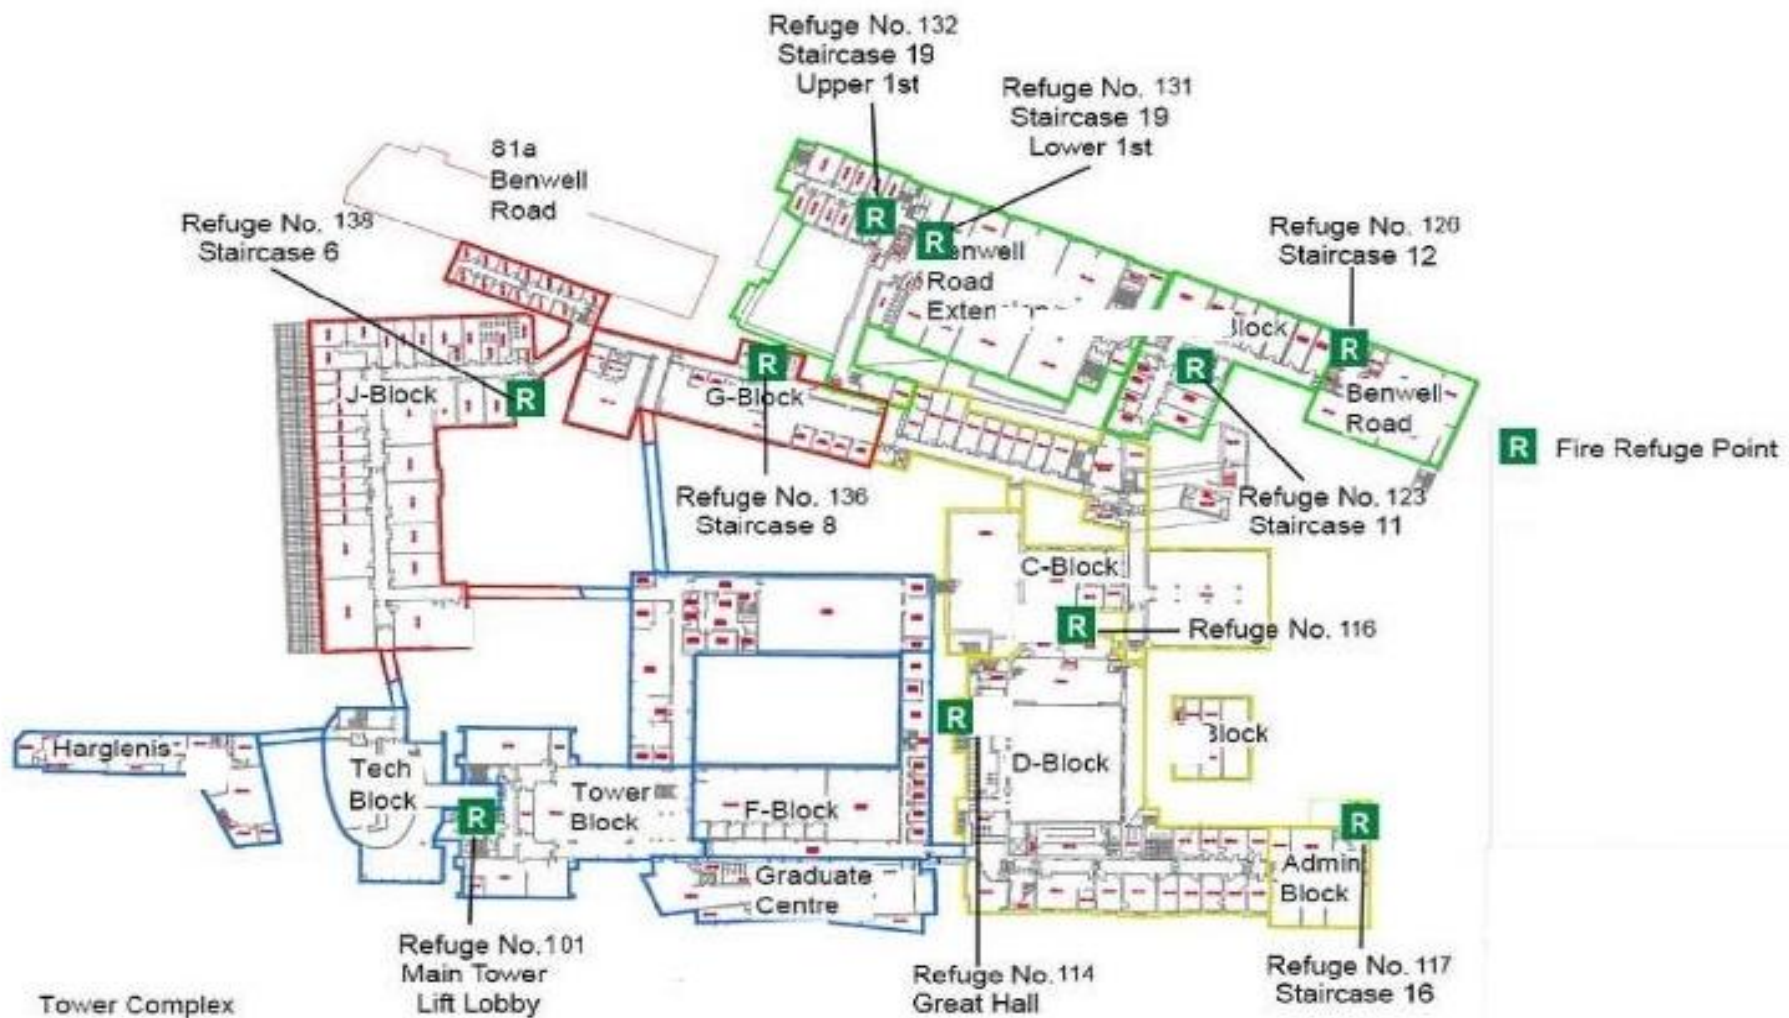 Refuge No. 132
Staircase 19
Upper 1st
Refuge No. 131
Staircase 19
Lower 1st
81a
Benwell
Road
Refuge No. 138
Staircase 6
R
R
Refuge No. 126
Staircase 12
enwell
Road
Exten
lock
R
R
R
J-Block
R
G-Block
Benwell
Road
R Fire Refuge Point
Refuge No. 136
Staircase 8
Refuge No. 123
Staircase 11
C-Block
R
Refuge No. 116
R
Harglenis
Tech
Block
D-Block
Block
R
Tower
Block
F-Block
R
Graduate
Centre
Admin
Block
Refuge No. 101
Main Tower
Lift Lobby
Refuge No. 114
Great Hall
Refuge No. 117
Staircase 16
Tower Complex